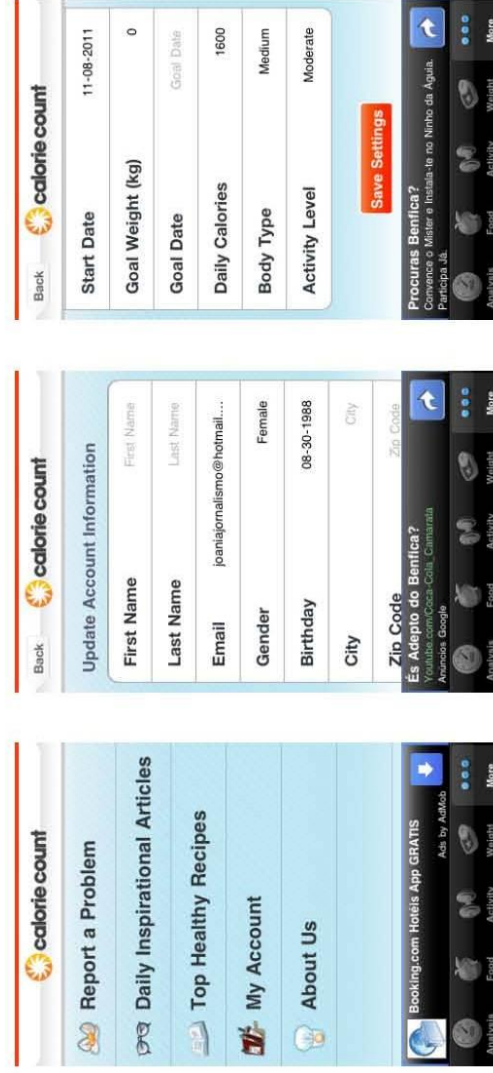 calorie count
Report a Problem
Daily Inspirational Articles
Top Healthy Recipes
My Account
About Us
Booking.com Hotéis App GRATIS
Ads by AdMob
Analysis Food Activity Weight More
Back calorie count
Update Account Information
First Name First Name
Last Name Last Name
Email joaniajornalismo@hotmail....
Gender Female
Birthday 08-30-1988
City City
Zip Code Zip Code
És Adepto do Benfica?
Youtube.com/Coca-Cola_Camarata
Anúncios Google
Analysis Food Activity Weight More
Back calorie count
Start Date 11-08-2011
Goal Weight (kg) 0
Goal Date Goal Date
Daily Calories 1600
Body Type Medium
Activity Level Moderate
Save Settings
Procuras Benfica?
Convence o Mister e Instala-te no Ninho da Águia.
Participa Já.
Analysis Food Activity Weight More